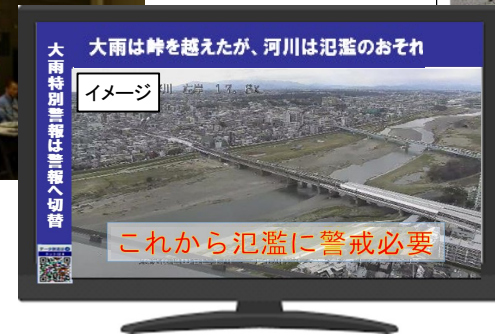 大雨は峠を越えたが、河川は氾濫のおそれ
大雨特別警報は警報へ切替
イメージ
これから氾濫に警戒必要